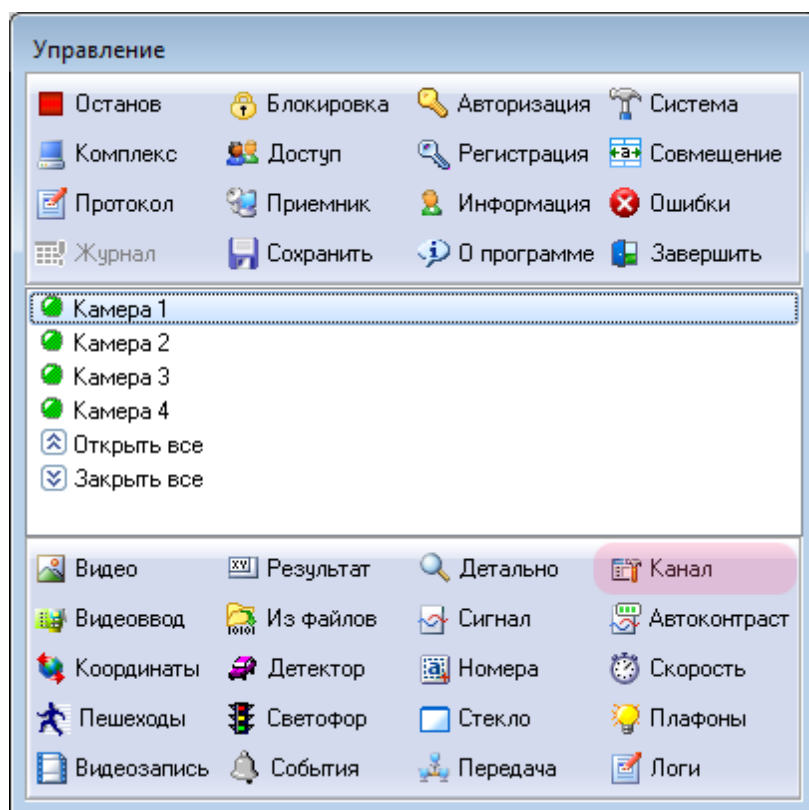 Управление
Останов Блокировка Авторизация Система
Комплекс Доступ Регистрация Совмещение
Протокол Приемник Информация Ошибки
Журнал Сохранить О программе Завершить
Камера 1
Камера 2
Камера 3
Камера 4
Открыть все
Закрыть все
Видео Результат Детально Канал
Видеоввод Из файлов Сигнал Автоконтраст
Координаты Детектор Номера Скорость
Пешеходы Светофор Стекло Плафоны
Видеозапись События Передача Логи